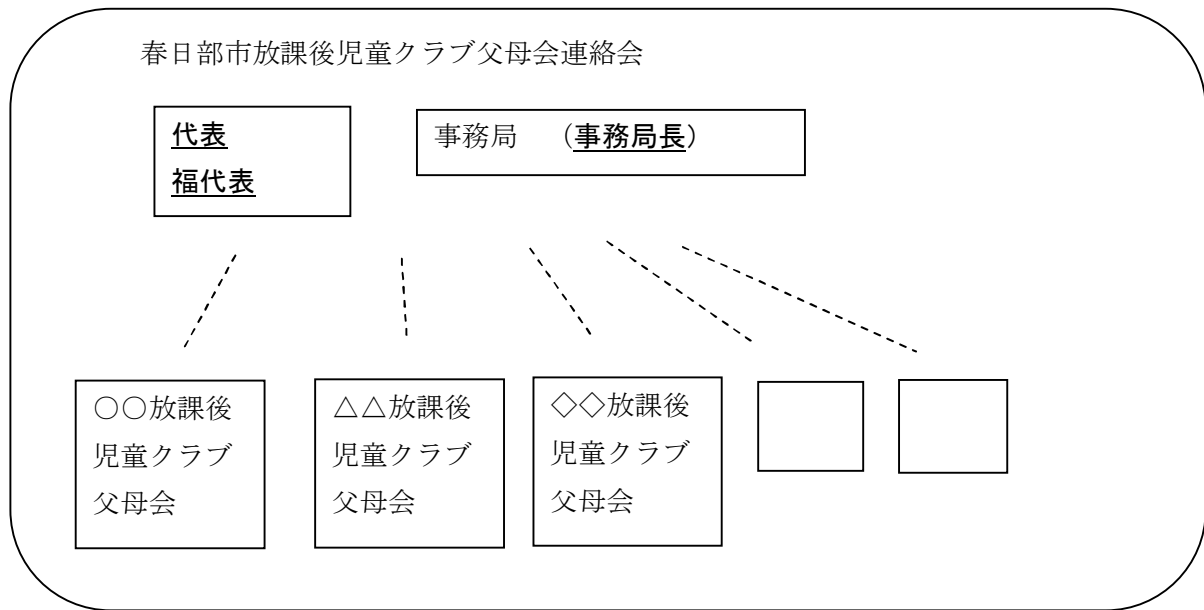 春日部市放課後児童クラブ父母会連絡会
代表
福代表
事務局 （事務局長）
○○放課後
児童クラブ
父母会
△△放課後
児童クラブ
父母会
◇◇放課後
児童クラブ
父母会